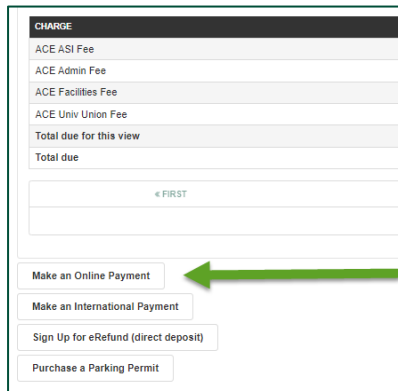 CHARGE
ACE ASI Fee
ACE Admin Fee
ACE Facilities Fee
ACE Univ Union Fee
Total due for this view
Total due
« FIRST
Make an Online Payment
Make an International Payment
Sign Up for eRefund (direct deposit)
Purchase a Parking Permit